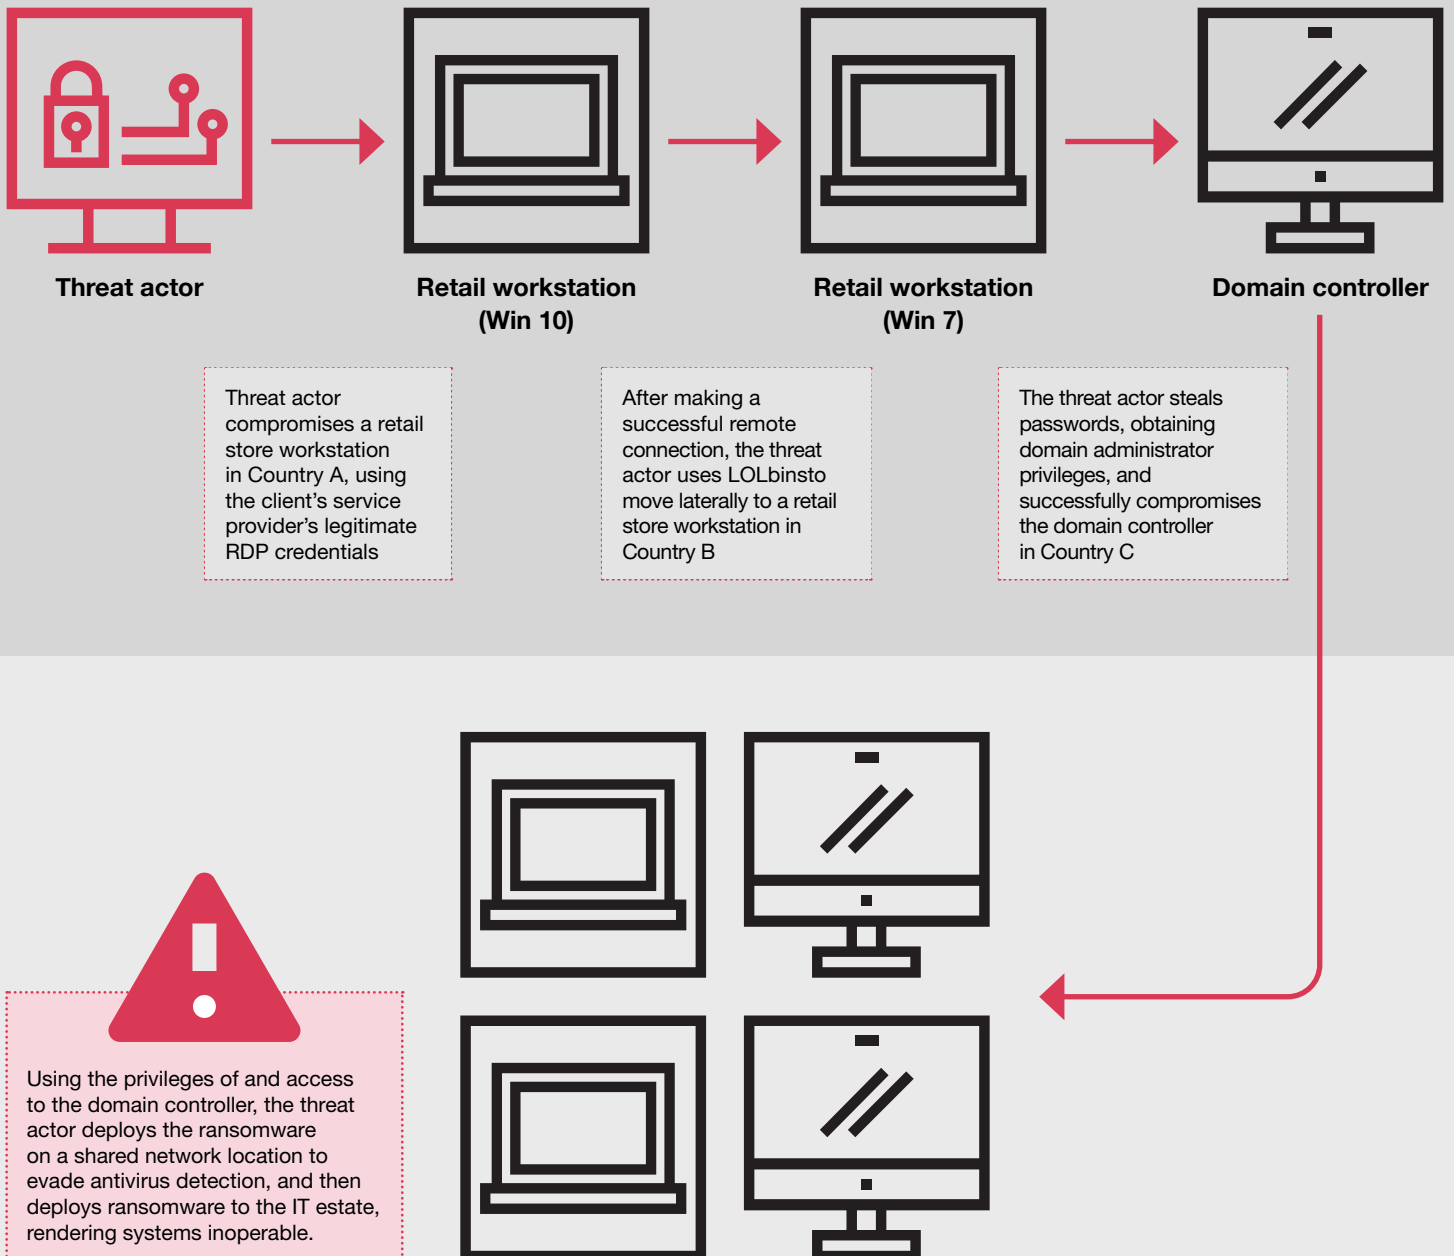 Threat actor
Retail workstation
(Win 10)
Retail workstation
(Win 7)
Domain controller
Threat actor
compromises a retail
store workstation
in Country A, using
the client’s service
provider’s legitimate
RDP credentials
After making a
successful remote
connection, the threat
actor uses LOLbinsto
move laterally to a retail
store workstation in
Country B
The threat actor steals
passwords, obtaining
domain administrator
privileges, and
successfully compromises
the domain controller
in Country C
Using the privileges of and access
to the domain controller, the threat
actor deploys the ransomware
on a shared network location to
evade antivirus detection, and then
deploys ransomware to the IT estate,
rendering systems inoperable.